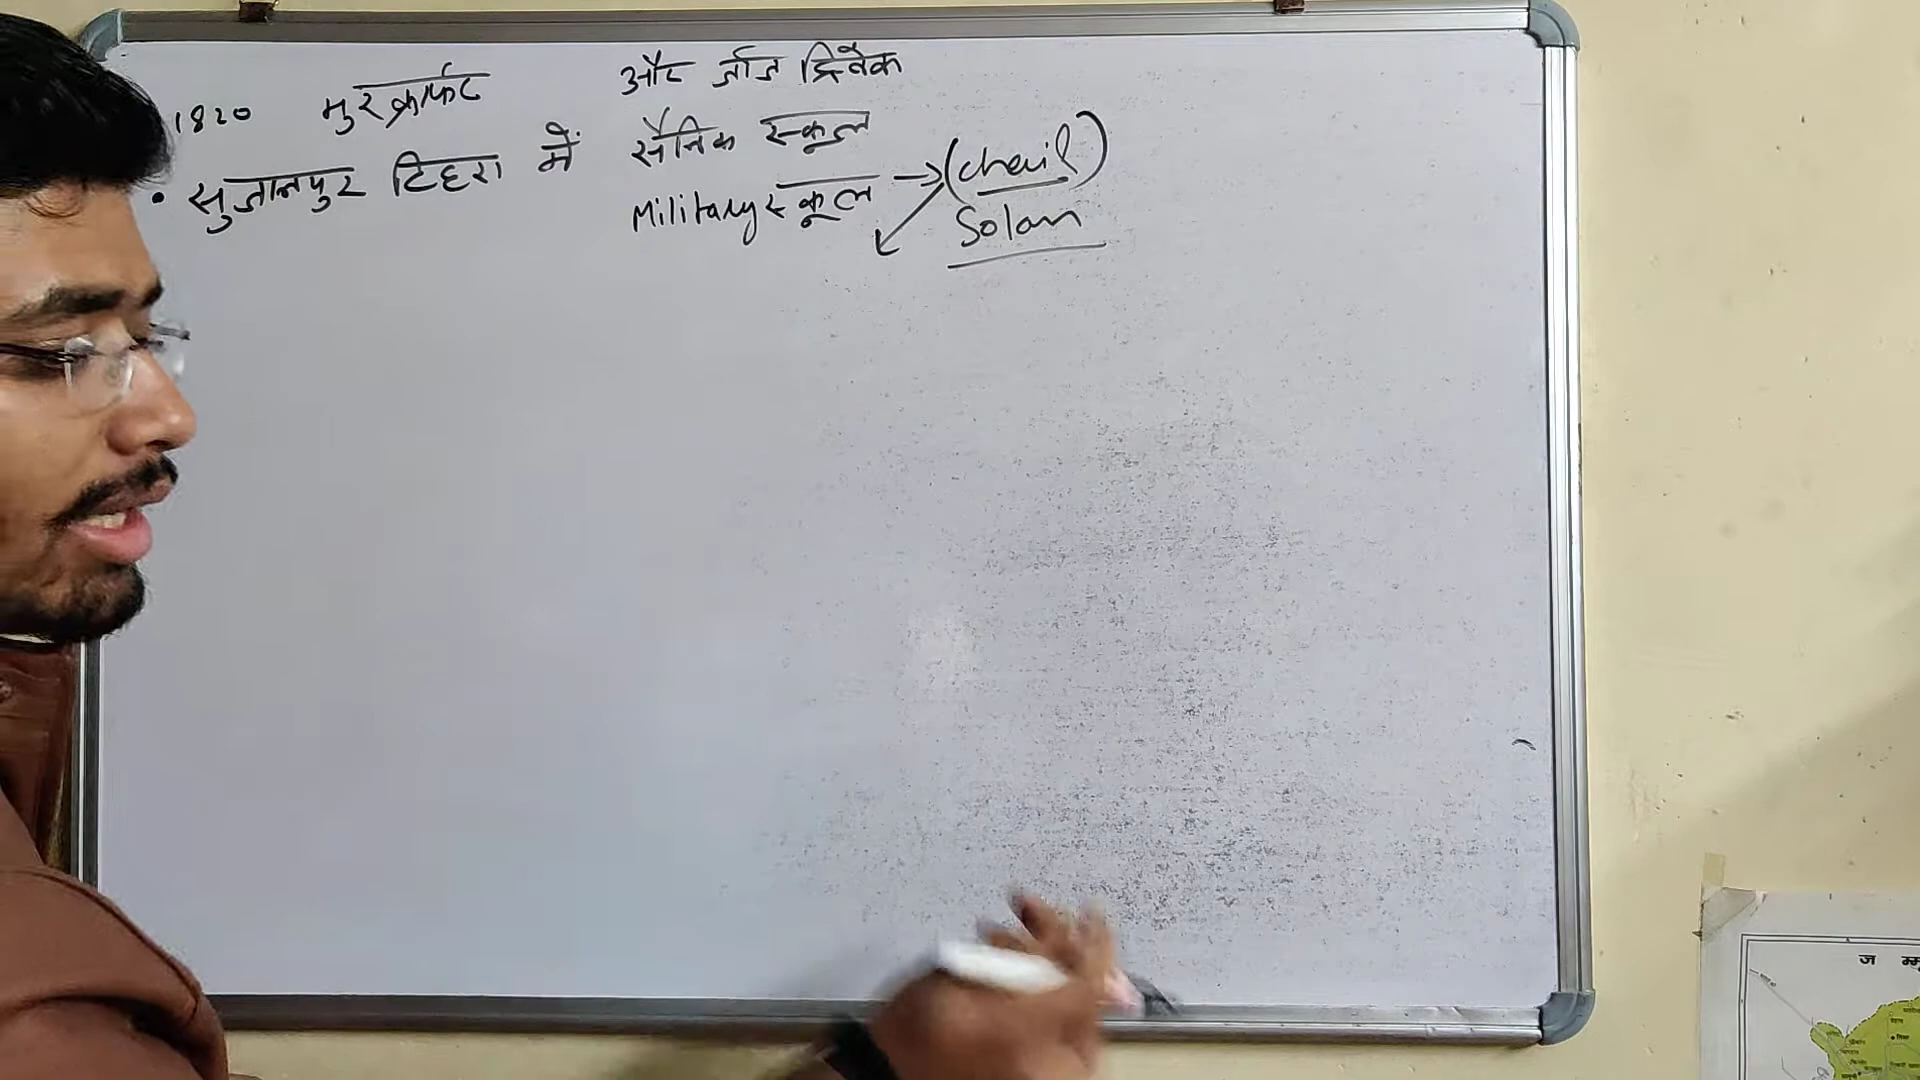 1820 मुरक्राफ्ट और जॉर्ज ट्रिवेक
• सुजानपुर टिहरा में सैनिक स्कूल
Military स्कूल → (Chail)
Solan
ज म्मू